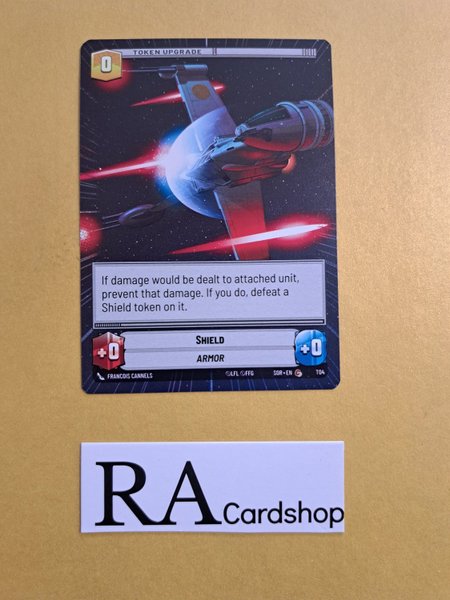 0
TOKEN UPGRADE
If damage would be dealt to attached unit,
prevent that damage. If you do, defeat a
Shield token on it.
+0
SHIELD
+0
ARMOR
FRANCOIS CANNELS ©LFL ©FFG SOR • EN T04
RA Cardshop